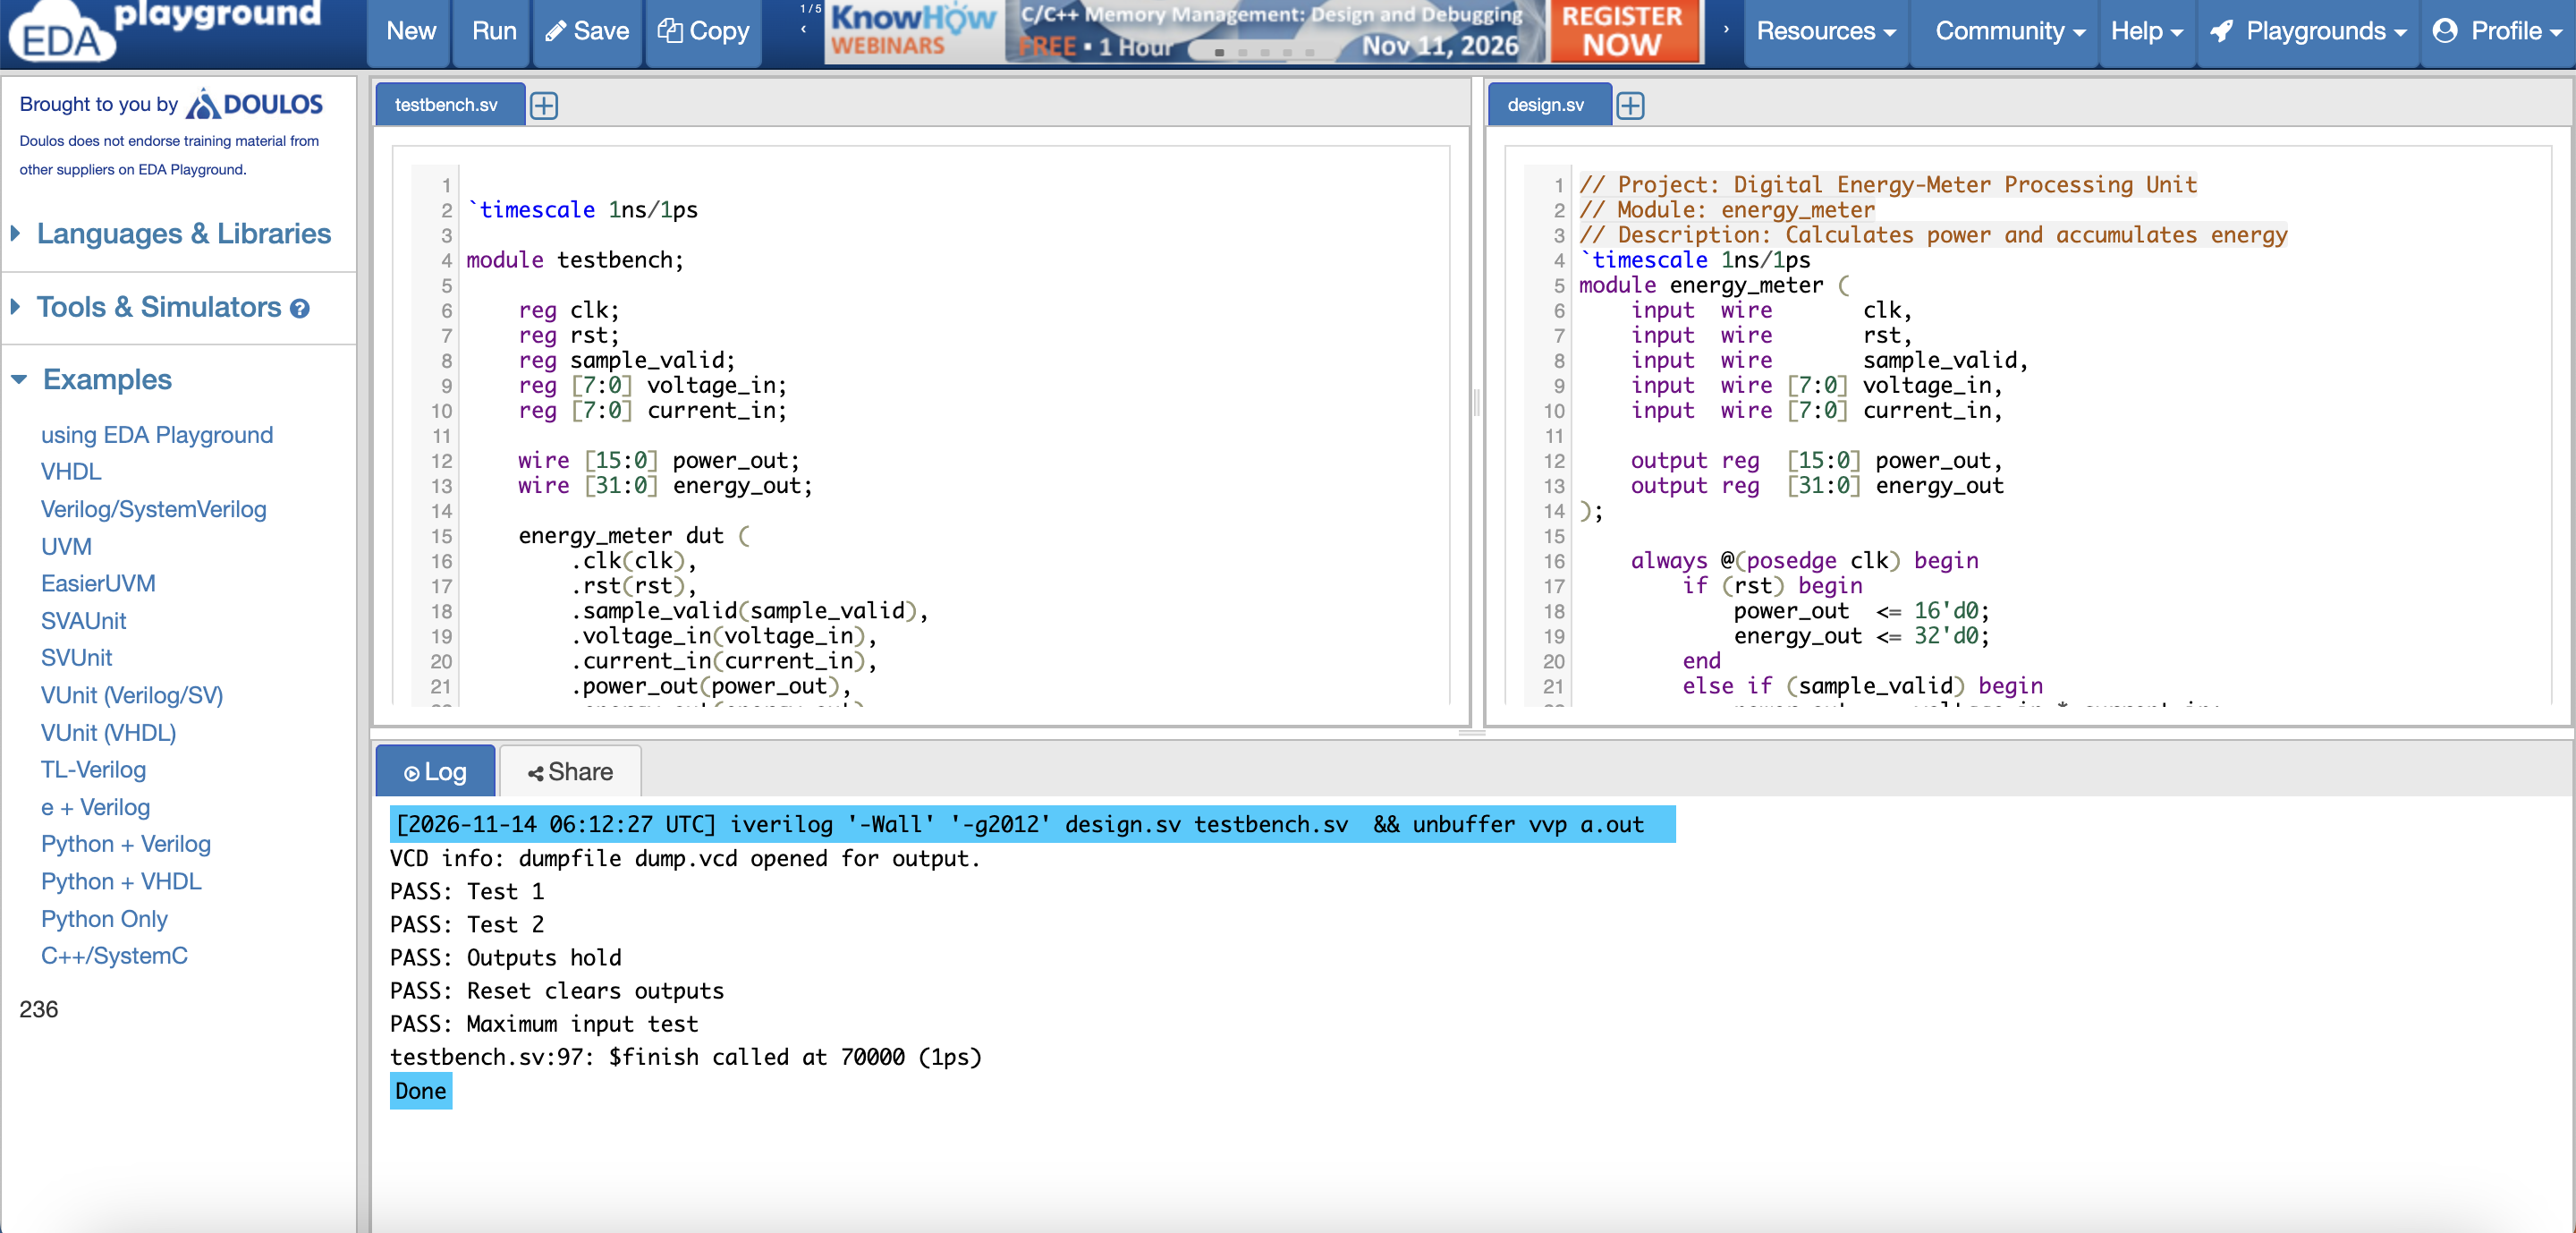 EDA playground
New
Run
Save
Copy
1/5
‹
KnowHow
WEBINARS
C/C++ Memory Management: Design and Debugging
FREE • 1 Hour
Nov 11, 2026
REGISTER
NOW
›
Resources
Community
Help
Playgrounds
Profile
Brought to you by DOULOS
Doulos does not endorse training material from
other suppliers on EDA Playground.
Languages & Libraries
Tools & Simulators ?
Examples
using EDA Playground
VHDL
Verilog/SystemVerilog
UVM
EasierUVM
SVAUnit
SVUnit
VUnit (Verilog/SV)
VUnit (VHDL)
TL-Verilog
e + Verilog
Python + Verilog
Python + VHDL
Python Only
C++/SystemC
236
testbench.sv
1
2 `timescale 1ns/1ps
3
4 module testbench;
5
6     reg clk;
7     reg rst;
8     reg sample_valid;
9     reg [7:0] voltage_in;
10     reg [7:0] current_in;
11
12     wire [15:0] power_out;
13     wire [31:0] energy_out;
14
15     energy_meter dut (
16         .clk(clk),
17         .rst(rst),
18         .sample_valid(sample_valid),
19         .voltage_in(voltage_in),
20         .current_in(current_in),
21         .power_out(power_out),
design.sv
1 // Project: Digital Energy-Meter Processing Unit
2 // Module: energy_meter
3 // Description: Calculates power and accumulates energy
4 `timescale 1ns/1ps
5 module energy_meter (
6     input  wire       clk,
7     input  wire       rst,
8     input  wire       sample_valid,
9     input  wire [7:0] voltage_in,
10     input  wire [7:0] current_in,
11
12     output reg  [15:0] power_out,
13     output reg  [31:0] energy_out
14 );
15
16     always @(posedge clk) begin
17         if (rst) begin
18             power_out  <= 16'd0;
19             energy_out <= 32'd0;
20         end
21         else if (sample_valid) begin
Log
Share
[2026-11-14 06:12:27 UTC] iverilog '-Wall' '-g2012' design.sv testbench.sv  && unbuffer vvp a.out
VCD info: dumpfile dump.vcd opened for output.
PASS: Test 1
PASS: Test 2
PASS: Outputs hold
PASS: Reset clears outputs
PASS: Maximum input test
testbench.sv:97: $finish called at 70000 (1ps)
Done